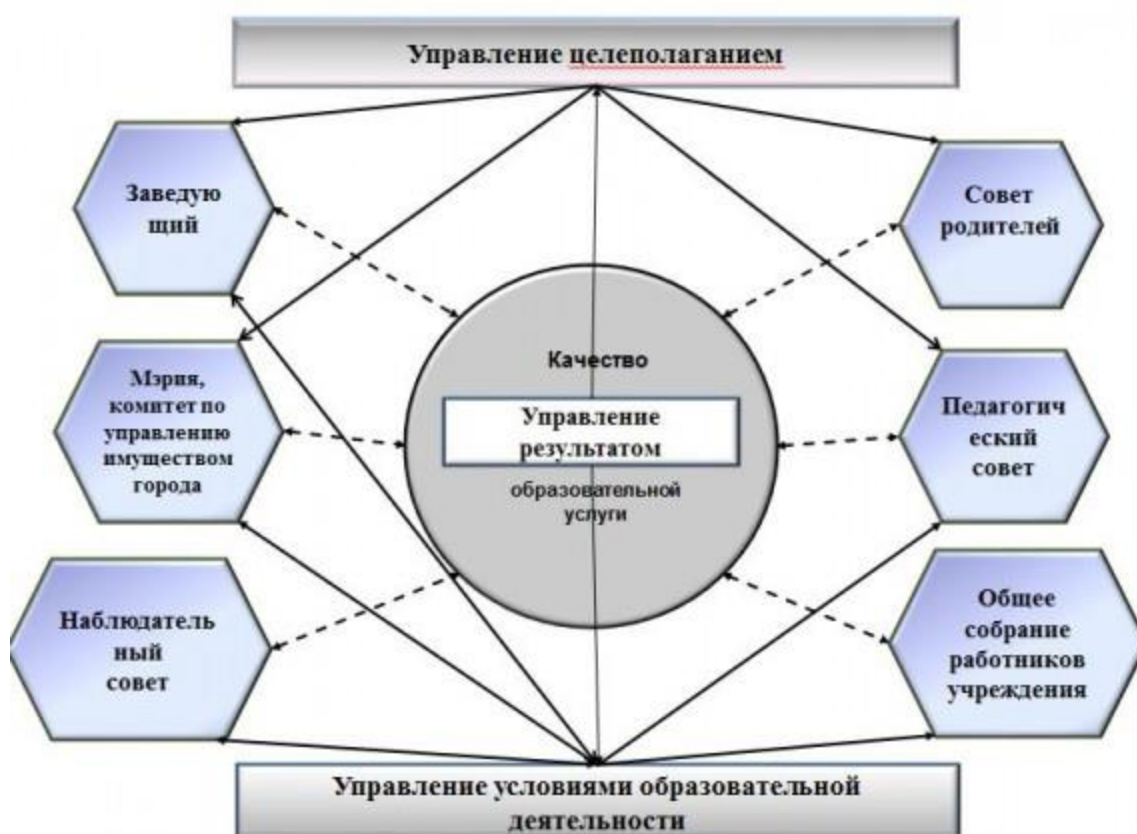 Управление целеполаганием
Заведую
щий
Совет
родителей
Качество
Управление
результатом
образовательной
услуги
Мэрия,
комитет по
управлению
имуществом
города
Педагогич
еский
совет
Наблюдатель
ный
совет
Общее
собрание
работников
учреждения
Управление условиями образовательной
деятельности